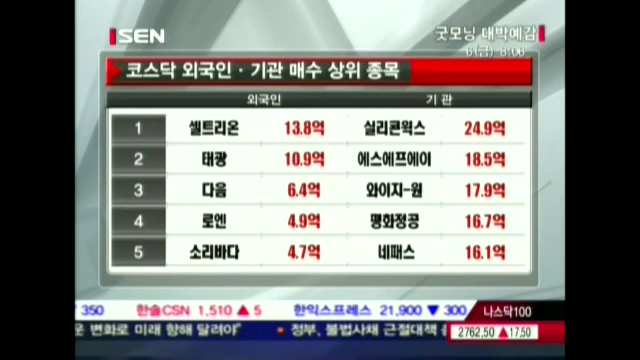 SEN
굿모닝 대박예감
6(금) 8:06
코스닥 외국인·기관 매수 상위 종목
외국인 기관
1 셀트리온 13.8억 실리콘웍스 24.9억
2 태광 10.9억 에스에프에이 18.5억
3 다음 6.4억 와이지-원 17.9억
4 로엔 4.9억 평화정공 16.7억
5 소리바다 4.7억 네패스 16.1억
350 한솔CSN 1,510 ▲ 5 한익스프레스 21,900 ▼ 300 나스닥100
변화로 미래 향해 달려야" • 정부, 불법사채 근절대책 2762,50 ▲17,50